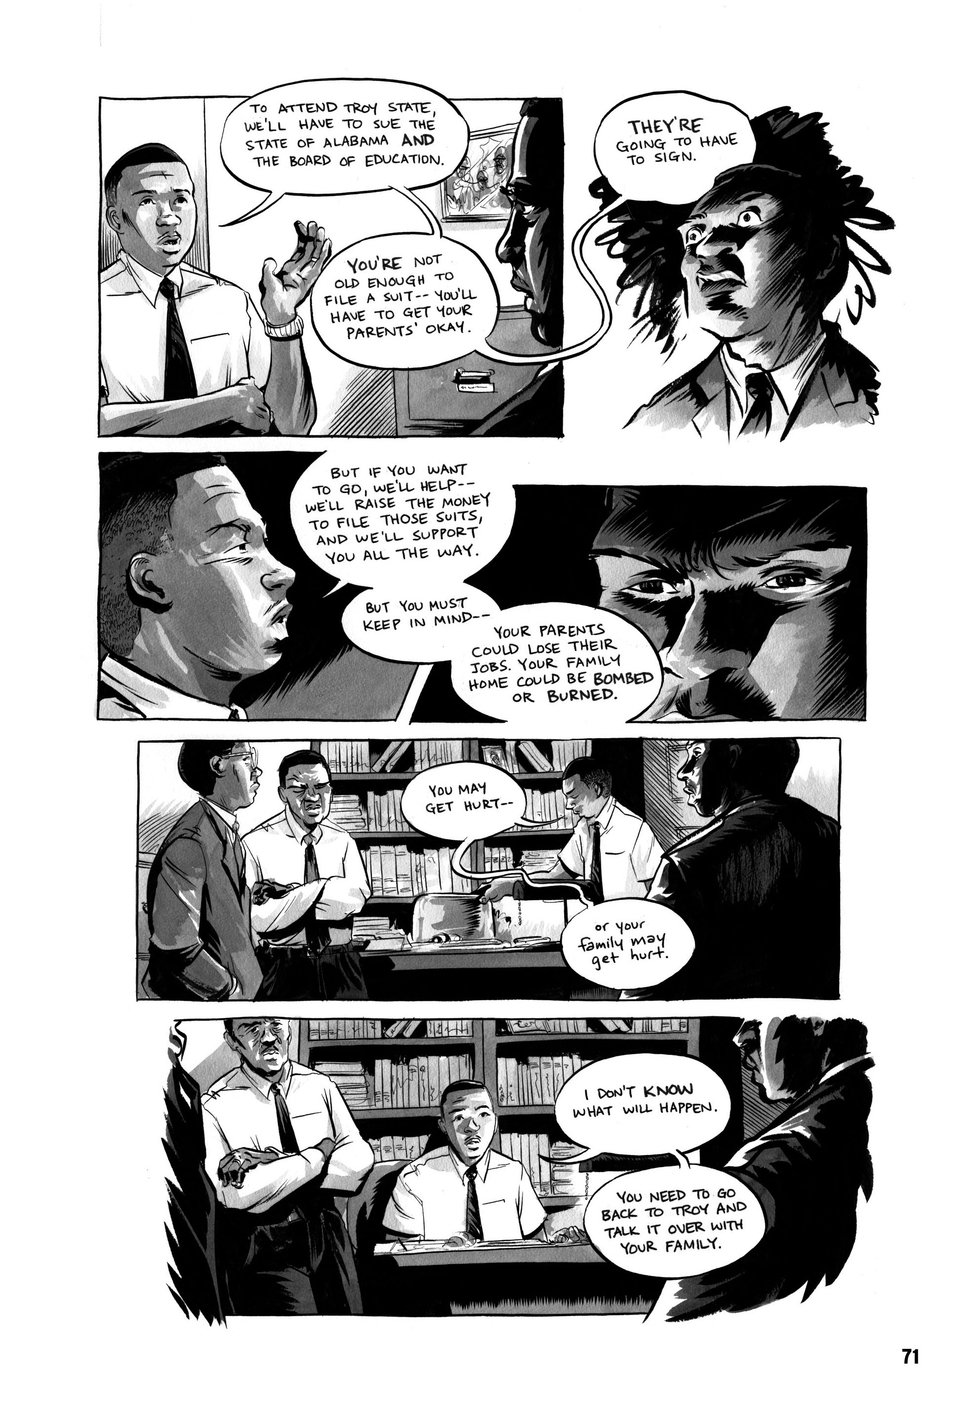 TO ATTEND TROY STATE,
WE'LL HAVE TO SUE THE
STATE OF ALABAMA AND
THE BOARD OF EDUCATION.
YOU'RE NOT
OLD ENOUGH TO
FILE A SUIT-- YOU'LL
HAVE TO GET YOUR
PARENTS' OKAY.
THEY'RE
GOING TO HAVE
TO SIGN.
BUT IF YOU WANT
TO GO, WE'LL HELP--
WE'LL RAISE THE MONEY
TO FILE THOSE SUITS,
AND WE'LL SUPPORT
YOU ALL THE WAY.
BUT YOU MUST
KEEP IN MIND--
YOUR PARENTS
COULD LOSE THEIR
JOBS. YOUR FAMILY
HOME COULD BE BOMBED
OR BURNED.
YOU MAY
GET HURT--
or your
family may
get hurt.
I DON'T KNOW
WHAT WILL HAPPEN.
YOU NEED TO GO
BACK TO TROY AND
TALK IT OVER WITH
YOUR FAMILY.
71